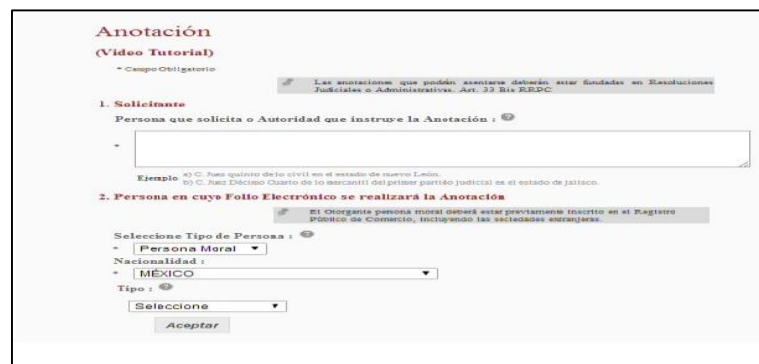 Anotación
(Video Tutorial)
* Campo Obligatorio
Las anotaciones que podrán asentarse deberán estar fundadas en Resoluciones
Judiciales o Administrativas. Art. 33 Bis RRPC
1. Solicitante
Persona que solicita o Autoridad que instruye la Anotación :
*
Ejemplo a) C. Juez quinto de lo civil en el estado de nuevo León.
b) C. Juez Décimo Cuarto de lo mercantil del primer partido judicial en el estado de jalisco.
2. Persona en cuyo Folio Electrónico se realizará la Anotación
El Otorgante persona moral deberá estar previamente inscrito en el Registro
Público de Comercio, incluyendo las sociedades extranjeras.
Seleccione Tipo de Persona :
* Persona Moral
Nacionalidad :
* MÉXICO
Tipo :
Seleccione
Aceptar